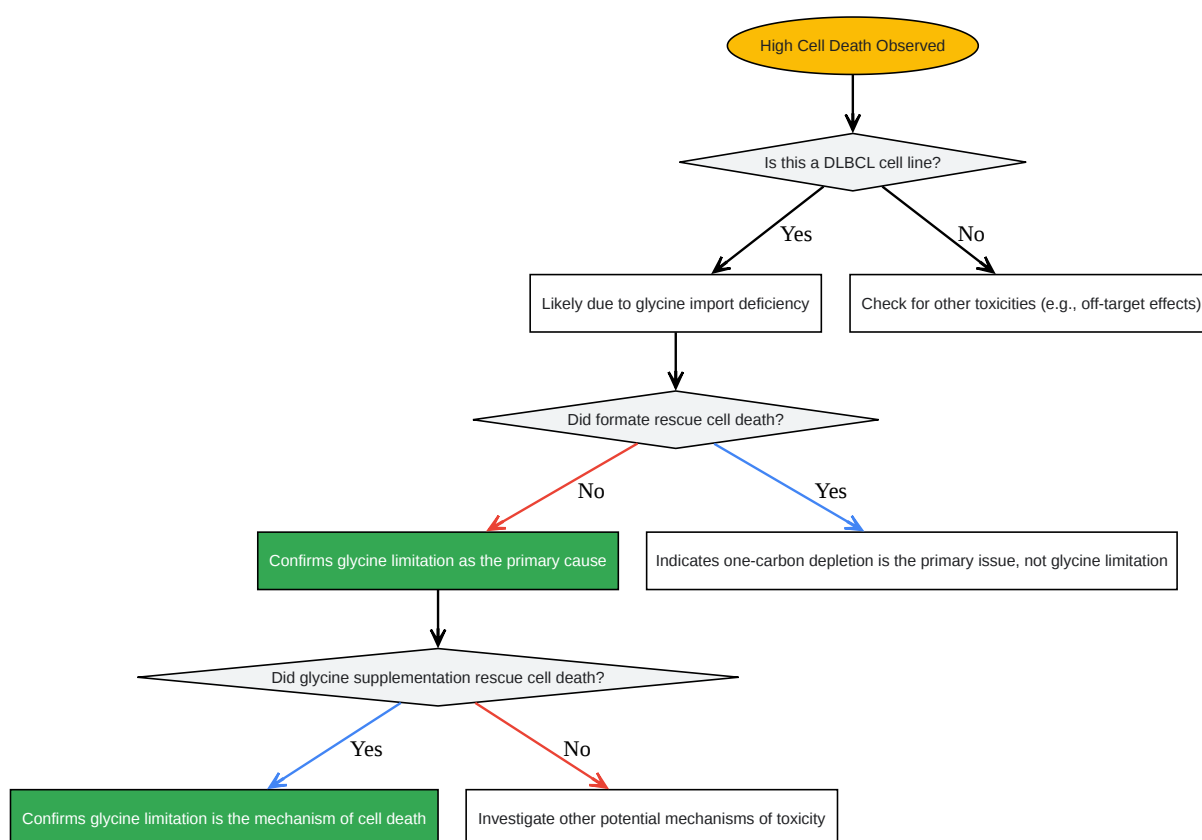 High Cell Death Observed
Is this a DLBCL cell line?
Yes
No
Likely due to glycine import deficiency
Check for other toxicities (e.g., off-target effects)
Did formate rescue cell death?
No
Yes
Confirms glycine limitation as the primary cause
Indicates one-carbon depletion is the primary issue, not glycine limitation
Did glycine supplementation rescue cell death?
Yes
No
Confirms glycine limitation is the mechanism of cell death
Investigate other potential mechanisms of toxicity